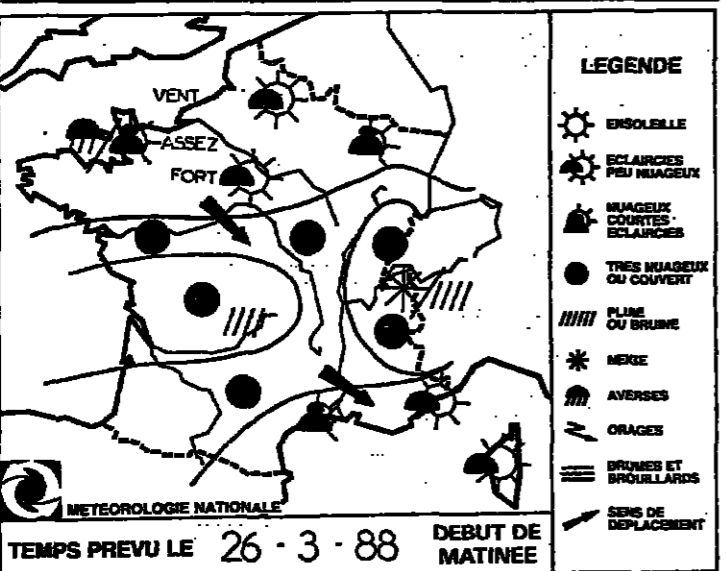 VENT
ASSEZ
FORT
METEOROLOGIE NATIONALE
TEMPS PREVU LE 26 - 3 - 88 DEBUT DE
MATINEE
LEGENDE
ENSOLEILLE
ECLAIRCIES
PEU NUAGEUX
NUAGEUX
COURTES
ECLAIRCIES
TRES NUAGEUX
OU COUVERT
PLUIE
OU BRUINE
NEIGE
AVERSES
ORAGES
BRUMES ET
BROUILLARDS
SENS DE
DEPLACEMENT